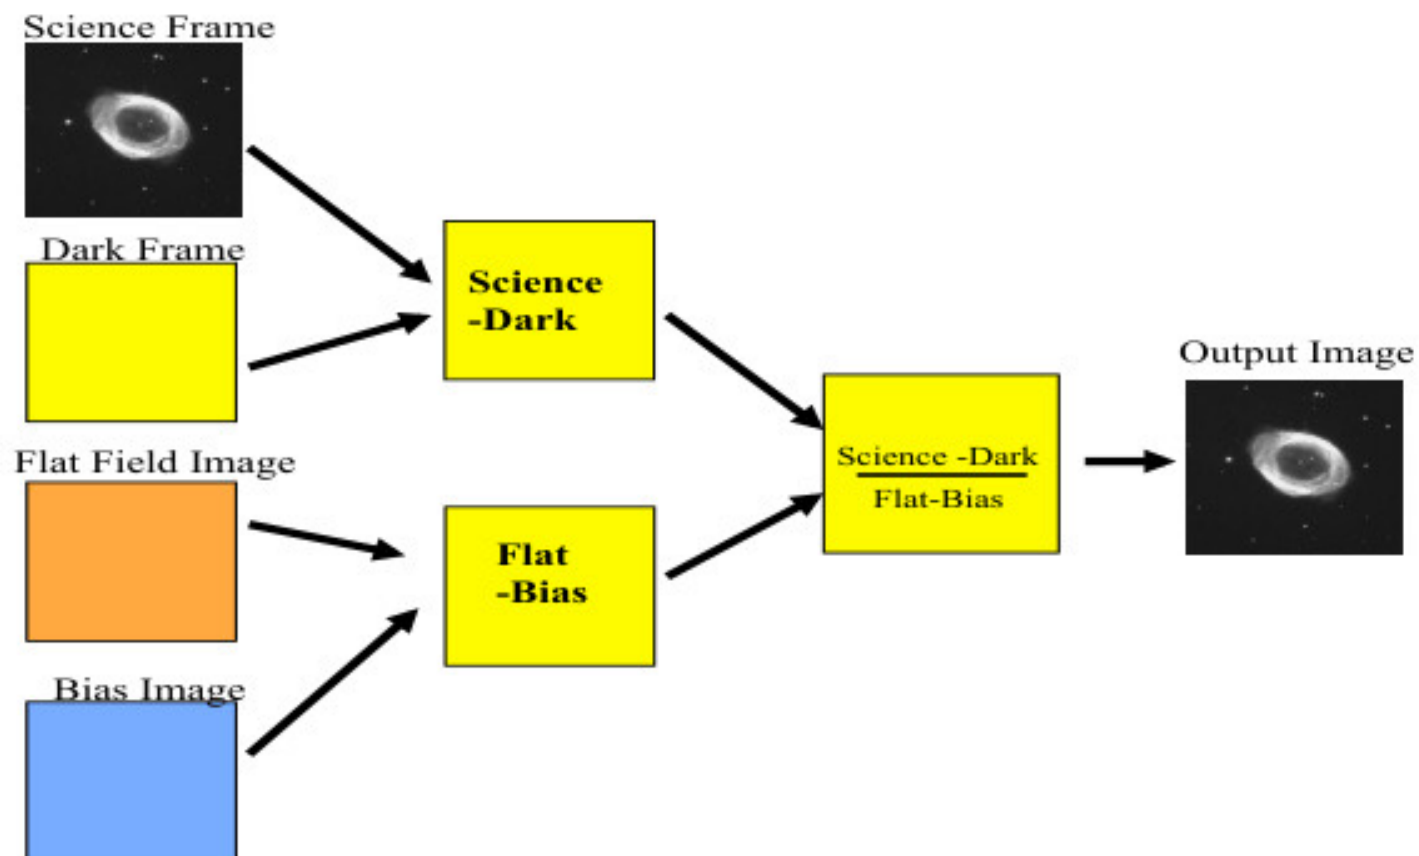 Science Frame
Dark Frame
Flat Field Image
Bias Image
Science
-Dark
Flat
-Bias
Science -Dark
Flat-Bias
Output Image